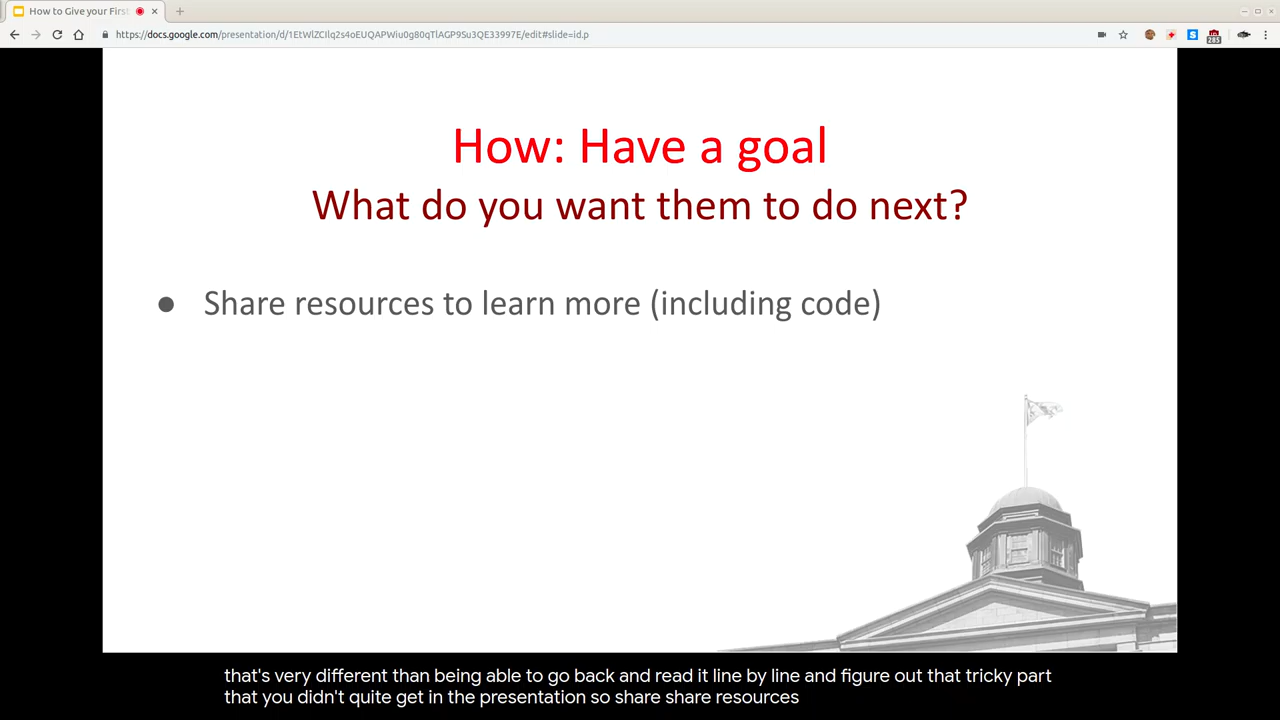 How to Give your First
https://docs.google.com/presentation/d/1EtWlZCIlq2s4oEUQAPWiu0g80qTlAGP9Su3QE33997E/edit#slide=id.p
285
How: Have a goal
What do you want them to do next?
● Share resources to learn more (including code)
that's very different than being able to go back and read it line by line and figure out that tricky part
that you didn't quite get in the presentation so share share resources